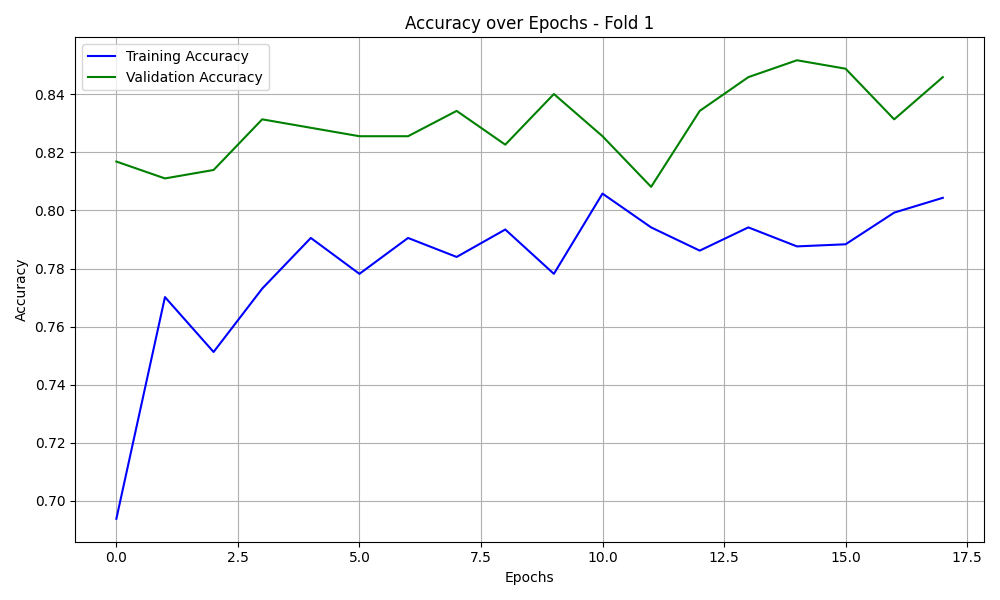 Accuracy over Epochs - Fold 1
Training Accuracy
Validation Accuracy
Accuracy
0.84
0.82
0.80
0.78
0.76
0.74
0.72
0.70
0.0 2.5 5.0 7.5 10.0 12.5 15.0 17.5
Epochs